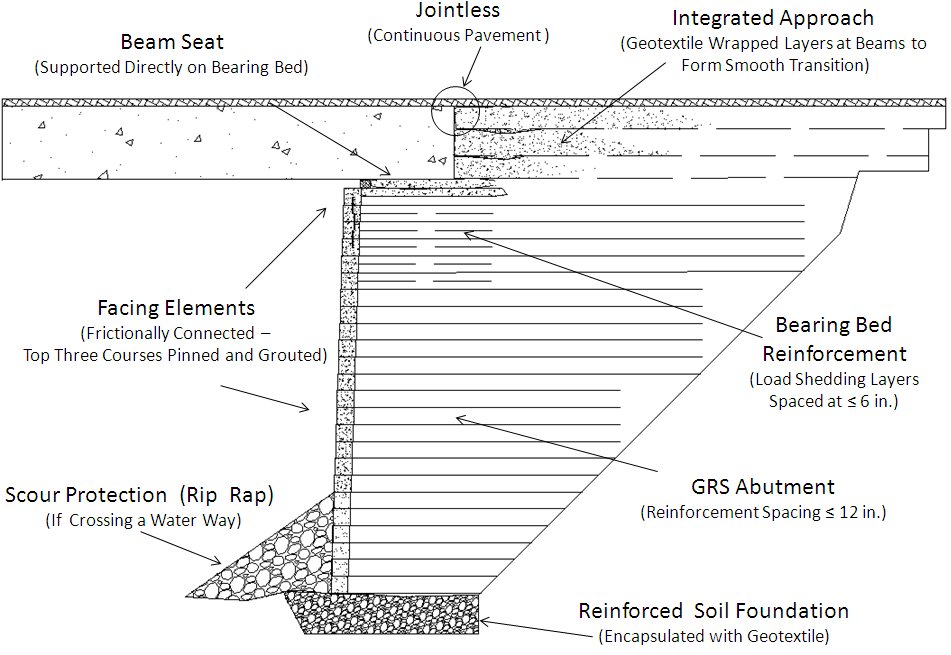 Jointless
(Continuous Pavement )
Integrated Approach
(Geotextile Wrapped Layers at Beams to
Form Smooth Transition)
Beam Seat
(Supported Directly on Bearing Bed)
Facing Elements
(Frictionally Connected –
Top Three Courses Pinned and Grouted)
Bearing Bed
Reinforcement
(Load Shedding Layers
Spaced at ≤ 6 in.)
Scour Protection (Rip Rap)
(If Crossing a Water Way)
GRS Abutment
(Reinforcement Spacing ≤ 12 in.)
Reinforced Soil Foundation
(Encapsulated with Geotextile)